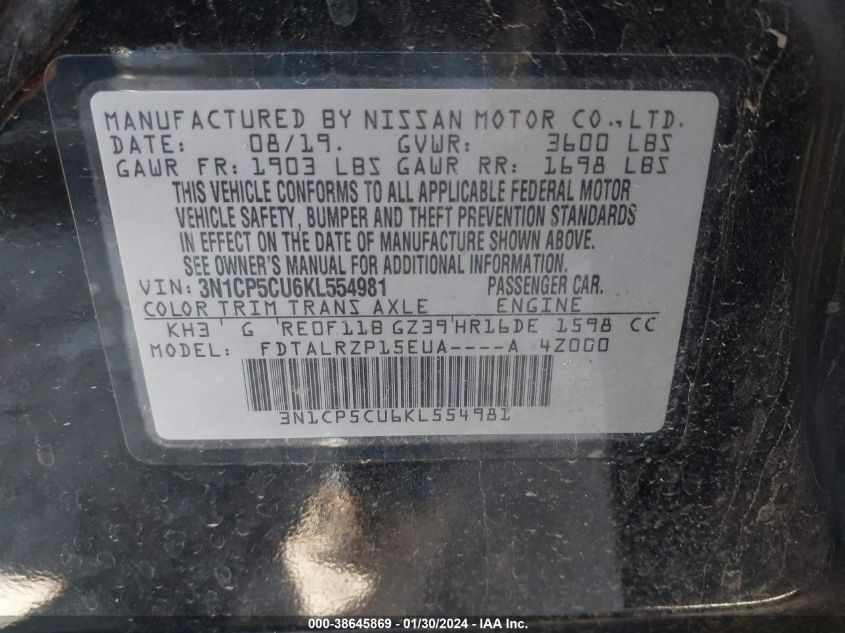 MANUFACTURED BY NISSAN MOTOR CO.,LTD.
DATE: 08/19. GVWR: 3600 LBS
GAWR FR: 1903 LBS GAWR RR: 1698 LBS
THIS VEHICLE CONFORMS TO ALL APPLICABLE FEDERAL MOTOR
VEHICLE SAFETY, BUMPER AND THEFT PREVENTION STANDARDS
IN EFFECT ON THE DATE OF MANUFACTURE SHOWN ABOVE.
SEE OWNER'S MANUAL FOR ADDITIONAL INFORMATION.
VIN: 3N1CP5CU6KL554981 PASSENGER CAR.
COLOR TRIM TRANS AXLE ENGINE
KH3 G RE0F11B GZ39 HR16DE 1598 CC
MODEL: FDTALRZP15EUA----A 4Z000
3N1CP5CU6KL554981
000-38645869 - 01/30/2024 - IAA Inc.